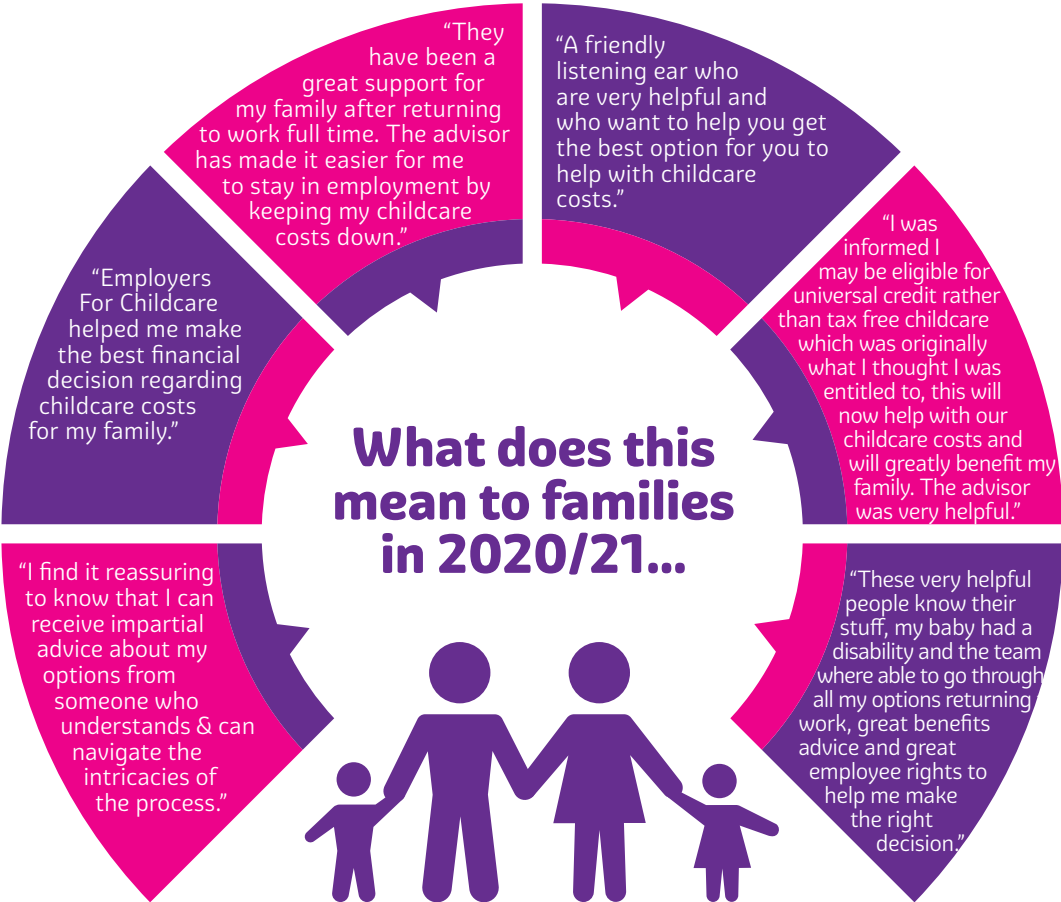 “They
have been a
great support for
my family after returning
to work full time. The advisor
has made it easier for me
to stay in employment by
keeping my childcare
costs down.”
“A friendly
listening ear who
are very helpful and
who want to help you get
the best option for you to
help with childcare
costs.”
“Employers
For Childcare
helped me make
the best financial
decision regarding
childcare costs
for my family.”
“I was
informed I
may be eligible for
universal credit rather
than tax free childcare
which was originally
what I thought I was
entitled to, this will
now help with our
childcare costs and
will greatly benefit my
family. The advisor
was very helpful.”
What does this
mean to families
in 2020/21...
“I find it reassuring
to know that I can
receive impartial
advice about my
options from
someone who
understands & can
navigate the
intricacies of
the process.”
“These very helpful
people know their
stuff, my baby had a
disability and the team
where able to go through
all my options returning
work, great benefits
advice and great
employee rights to
help me make
the right
decision.”